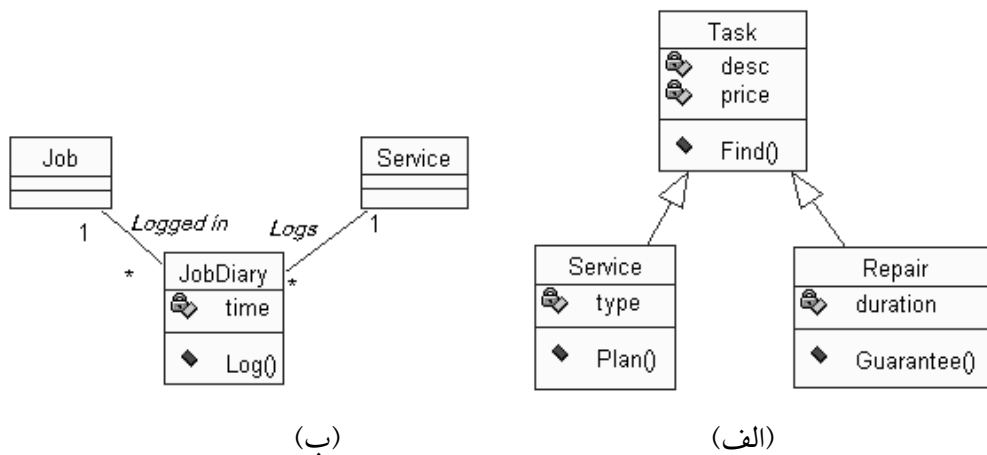 Task
desc
price
Find()
Service
type
Plan()
Repair
duration
Guarantee()
(الف)
Job
Service
1
Logged in
Logs
1
*
JobDiary
*
time
Log()
(ب)